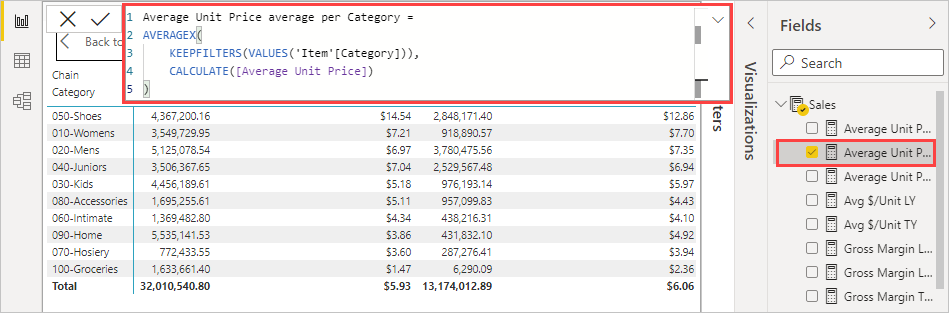 1 Average Unit Price average per Category =
2 AVERAGEX(
3 KEEPFILTERS(VALUES('Item'[Category])),
4 CALCULATE([Average Unit Price])
5 )
Back to
Chain
Category
050-Shoes 4,367,200.16 $14.54 2,848,171.40 $12.86
010-Womens 3,549,729.95 $7.21 918,890.57 $7.70
020-Mens 5,125,078.54 $6.97 3,780,475.56 $7.35
040-Juniors 3,506,367.65 $7.04 2,529,567.48 $6.94
030-Kids 4,456,189.61 $5.18 976,193.14 $5.97
080-Accessories 1,695,255.61 $5.11 957,099.83 $4.43
060-Intimate 1,369,482.80 $4.34 438,216.31 $4.10
090-Home 5,535,141.53 $3.86 431,832.10 $4.92
070-Hosiery 772,433.55 $3.60 287,276.41 $3.94
100-Groceries 1,633,661.40 $1.47 6,290.09 $2.36
Total 32,010,540.80 $5.93 13,174,012.89 $6.06
ters
Visualizations
Fields
Search
Sales
Average Unit P...
Average Unit P...
Average Unit P...
Avg $/Unit LY
Avg $/Unit TY
Gross Margin L...
Gross Margin L...
Gross Margin T...